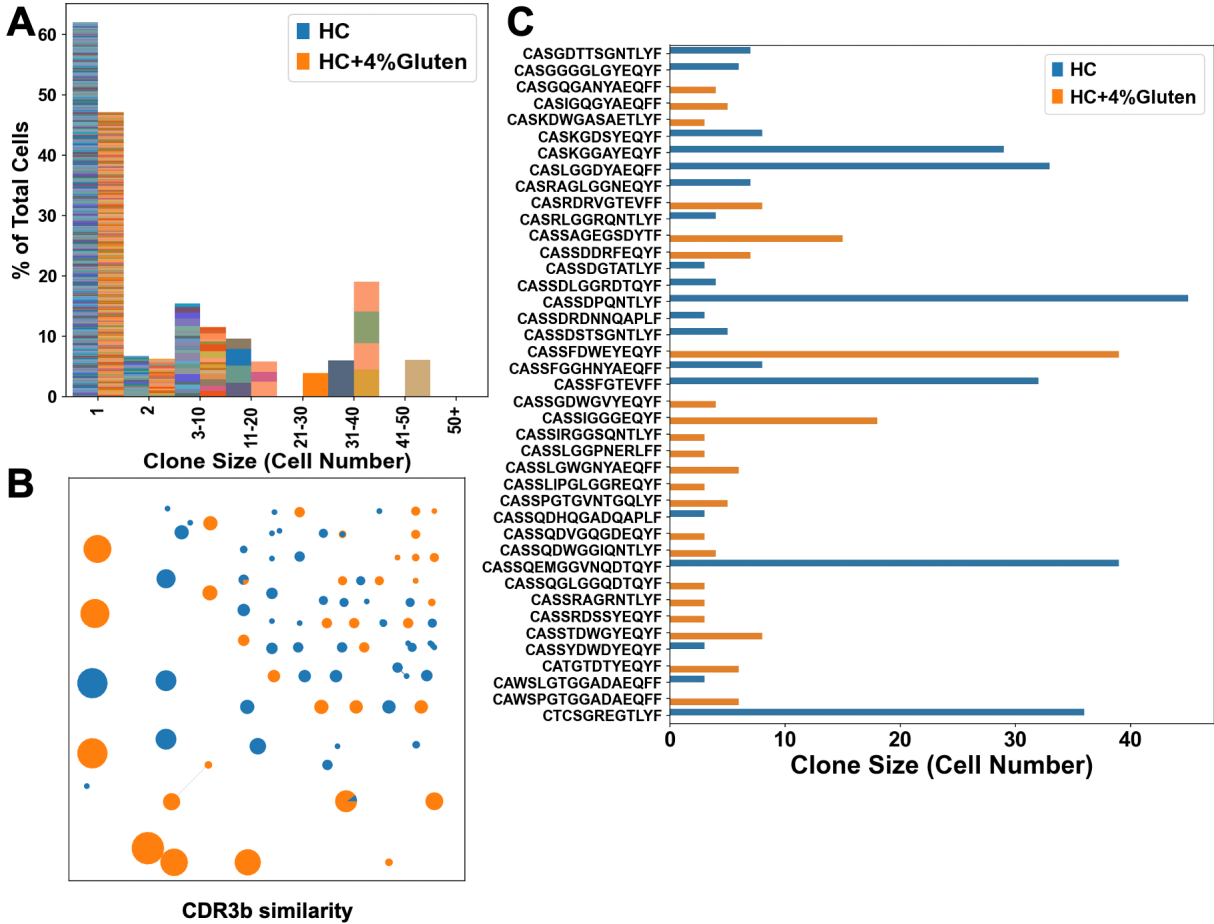 A
% of Total Cells
60
50
40
30
20
10
0
HC
HC+4%Gluten
1
2
3-10
11-20
21-30
31-40
41-50
50+
Clone Size (Cell Number)
B
CDR3b similarity
C
HC
HC+4%Gluten
CASGDTTSGNTLYF
CASGGGGLGYEQYF
CASGQGANYAEQFF
CASIGQGYAEQFF
CASKDWGASAETLYF
CASKGDSYEQYF
CASKGGAYEQYF
CASLGGDYAEQFF
CASRAGLGGNEQYF
CASRDRVGTEVFF
CASRLGGRQNTLYF
CASSAGEGSDYTF
CASSDDRFEQYF
CASSDGTATLYF
CASSDLGGRDTQYF
CASSDPQNTLYF
CASSDRDNNQAPLF
CASSDSTSGNTLYF
CASSFDWEYEQYF
CASSFGGHNYAEQFF
CASSFGTEVFF
CASSGDWGVYEQYF
CASSIGGGEQYF
CASSIRGGSQNTLYF
CASSLGGPNERLFF
CASSLGWGNYAEQFF
CASSLIPGLGGREQYF
CASSPGTGVNTGQLYF
CASSQDHQGADQAPLF
CASSQDVGQGDEQYF
CASSQDWGGIQNTLYF
CASSQEMGGVNQDTQYF
CASSQGLGGQDTQYF
CASSRAGRNTLYF
CASSRDSSYEQYF
CASSTDWGYEQYF
CASSYDWDYEQYF
CATGTDTYEQYF
CAWSLGTGGADAEQFF
CAWSPGTGGADAEQFF
CTCSGREGTLYF
0
10
20
30
40
Clone Size (Cell Number)